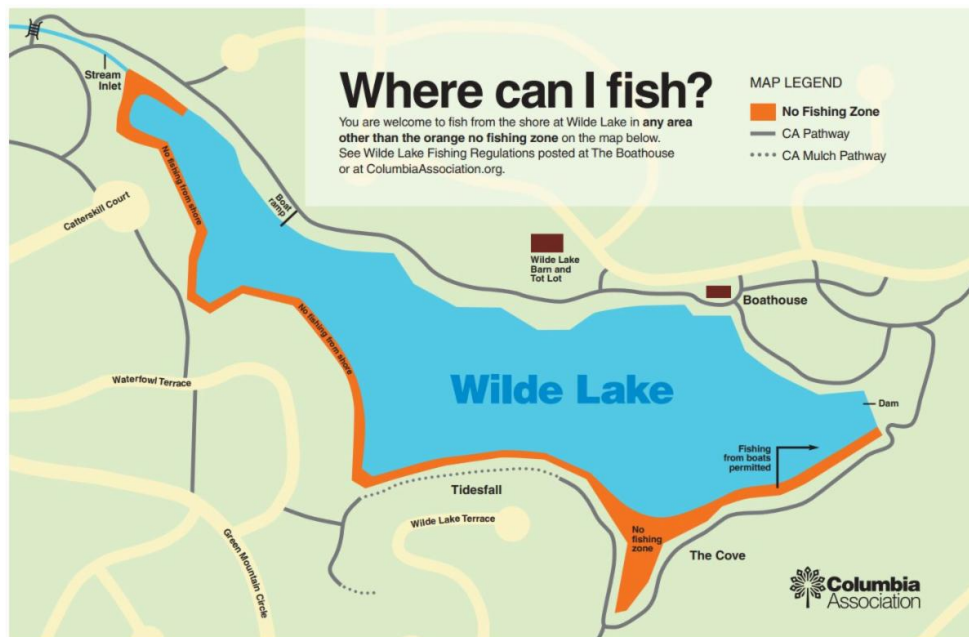 Where can I fish?
You are welcome to fish from the shore at Wilde Lake in any area
other than the orange no fishing zone on the map below.
See Wilde Lake Fishing Regulations posted at The Boathouse
or at ColumbiaAssociation.org.
MAP LEGEND
No Fishing Zone
CA Pathway
CA Mulch Pathway
Stream
Inlet
No fishing from shore
Catterskill Court
Boat
ramp
Wilde Lake
Barn and
Tot Lot
Boathouse
No fishing from shore
Waterfowl Terrace
Wilde Lake
Dam
Fishing
from boats
permitted
Tidesfall
Wilde Lake Terrace
Green Mountain Circle
No
fishing
zone
The Cove
Columbia
Association